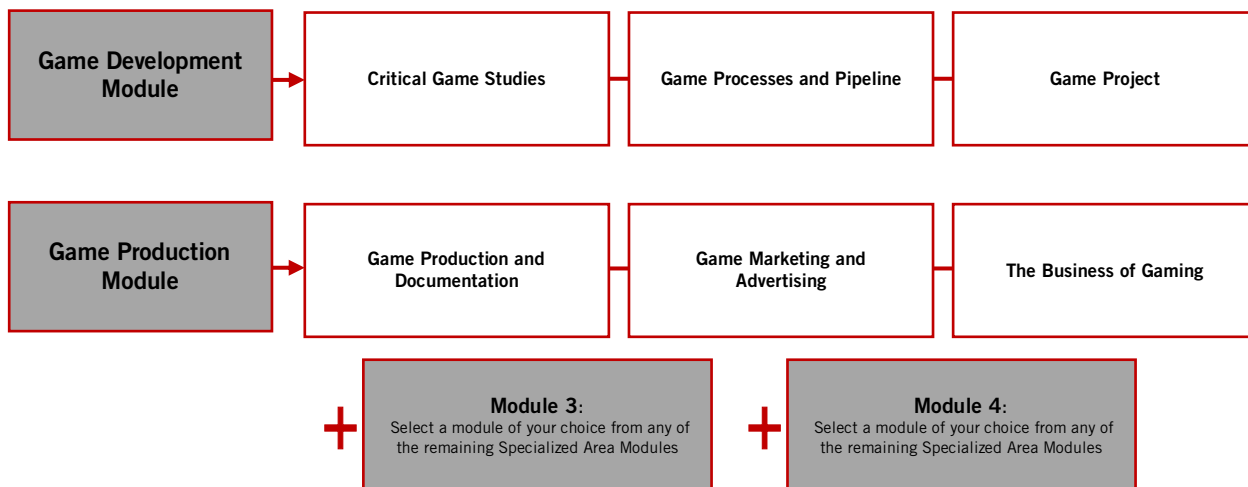 Game Development
Module
Critical Game Studies
Game Processes and Pipeline
Game Project
Game Production
Module
Game Production and
Documentation
Game Marketing and
Advertising
The Business of Gaming
+
Module 3:
Select a module of your choice from any of
the remaining Specialized Area Modules
+
Module 4:
Select a module of your choice from any of
the remaining Specialized Area Modules